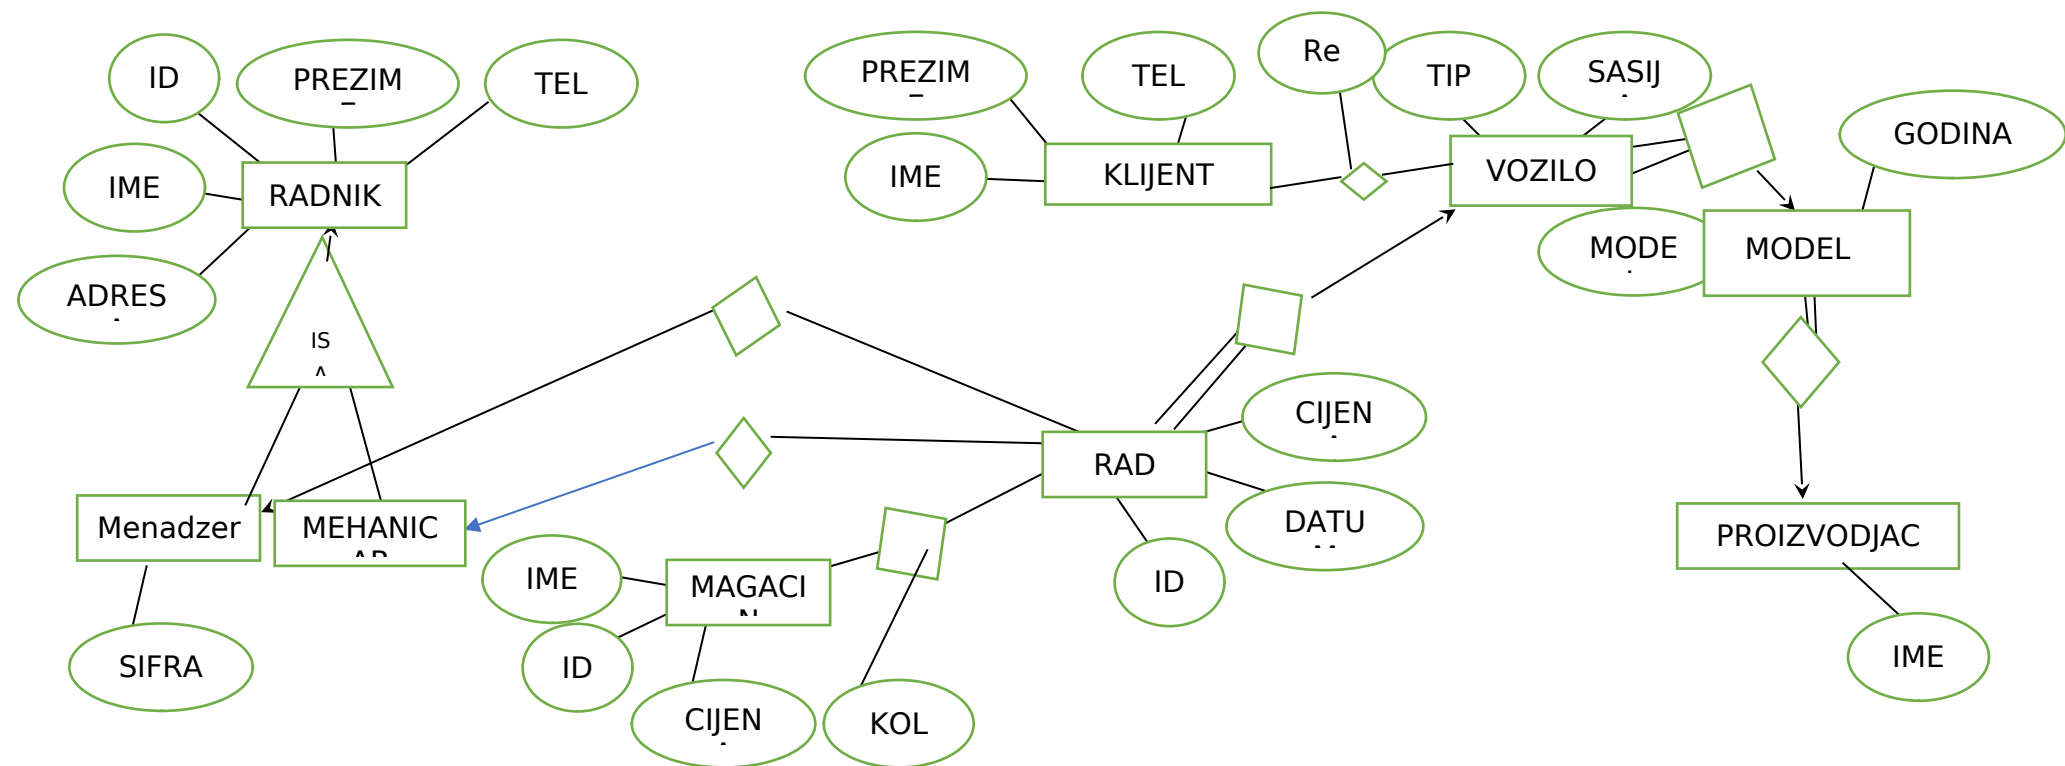 Re
ID
PREZIM
TEL
PREZIM
TEL
TIP
SASIJ
GODINA
IME
RADNIK
IME
KLIJENT
VOZILO
ADRES
MODE
MODEL
IS
CIJEN
RAD
Menadzer
MEHANIC
DATU
PROIZVODJAC
IME
MAGACI
ID
ID
SIFRA
CIJEN
KOL
IME